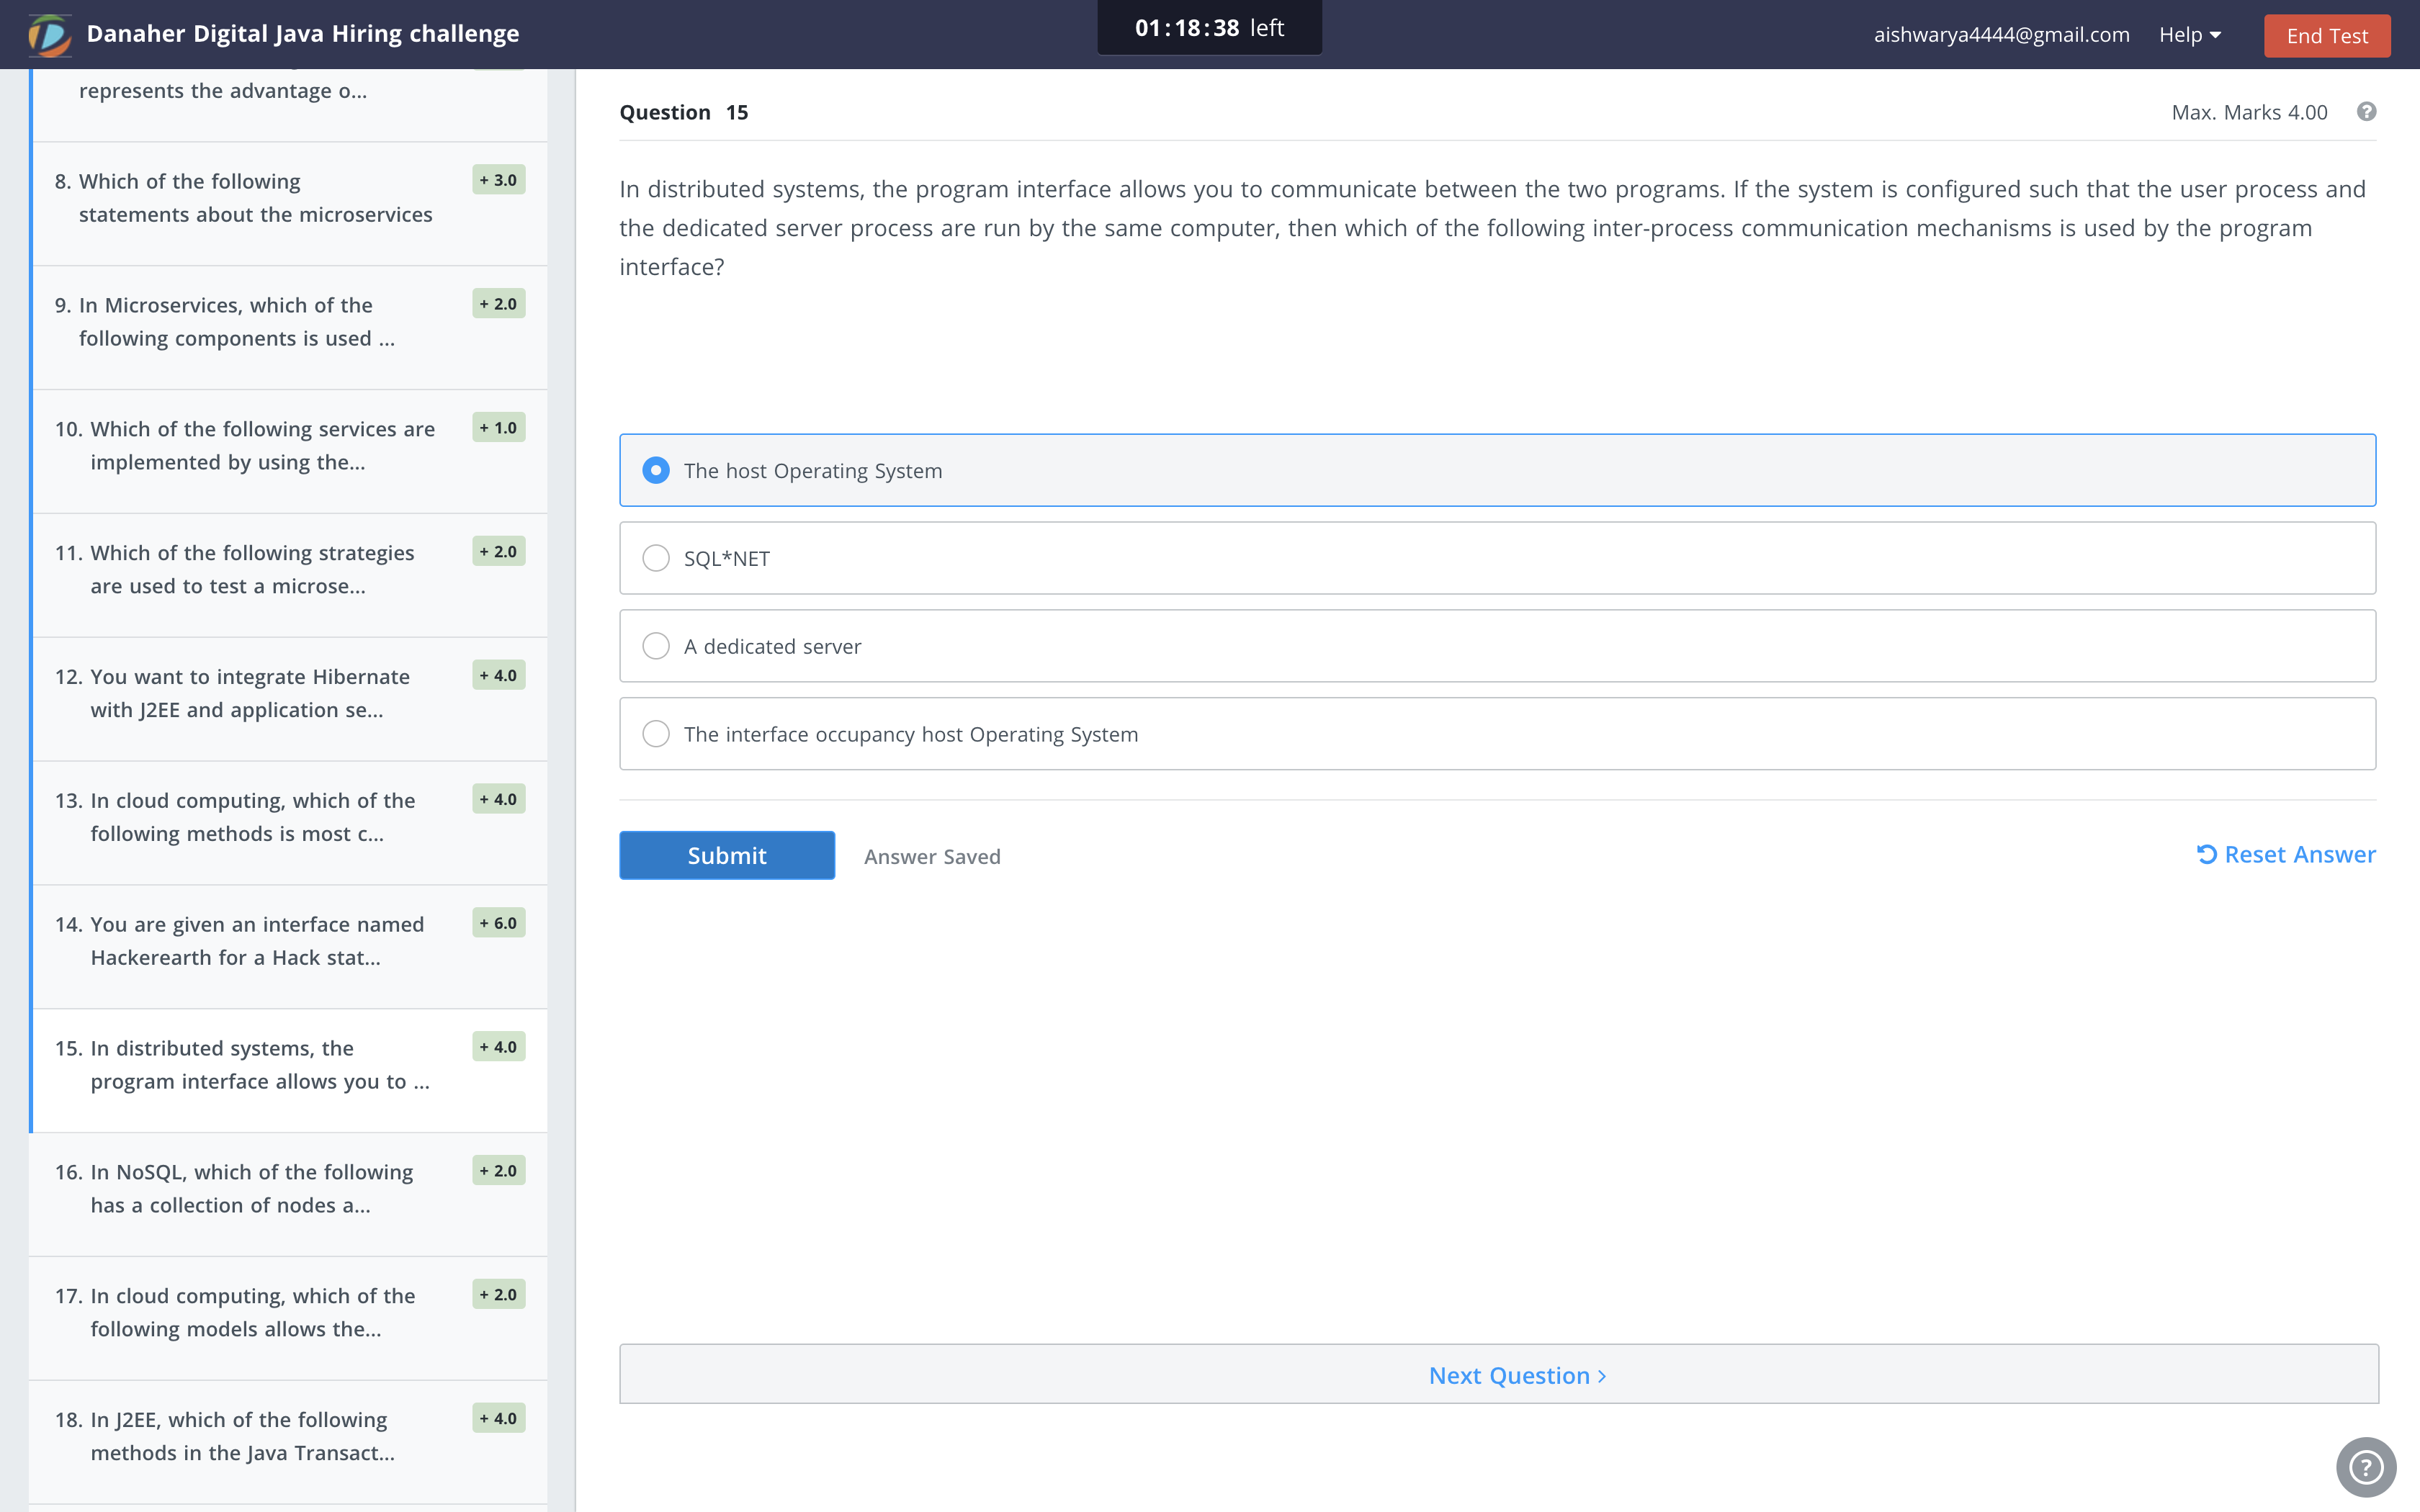 Danaher Digital Java Hiring challenge
01:18:38 left
aishwarya4444@gmail.com
Help
End Test
represents the advantage o...
8. Which of the following
statements about the microservices
+ 3.0
9. In Microservices, which of the
following components is used ...
+ 2.0
10. Which of the following services are
implemented by using the...
+ 1.0
11. Which of the following strategies
are used to test a microse...
+ 2.0
12. You want to integrate Hibernate
with J2EE and application se...
+ 4.0
13. In cloud computing, which of the
following methods is most c...
+ 4.0
14. You are given an interface named
Hackerearth for a Hack stat...
+ 6.0
15. In distributed systems, the
program interface allows you to ...
+ 4.0
16. In NoSQL, which of the following
has a collection of nodes a...
+ 2.0
17. In cloud computing, which of the
following models allows the...
+ 2.0
18. In J2EE, which of the following
methods in the Java Transact...
+ 4.0
Question 15
Max. Marks 4.00
?
In distributed systems, the program interface allows you to communicate between the two programs. If the system is configured such that the user process and
the dedicated server process are run by the same computer, then which of the following inter-process communication mechanisms is used by the program
interface?
The host Operating System
SQL*NET
A dedicated server
The interface occupancy host Operating System
Submit
Answer Saved
Reset Answer
Next Question >
?